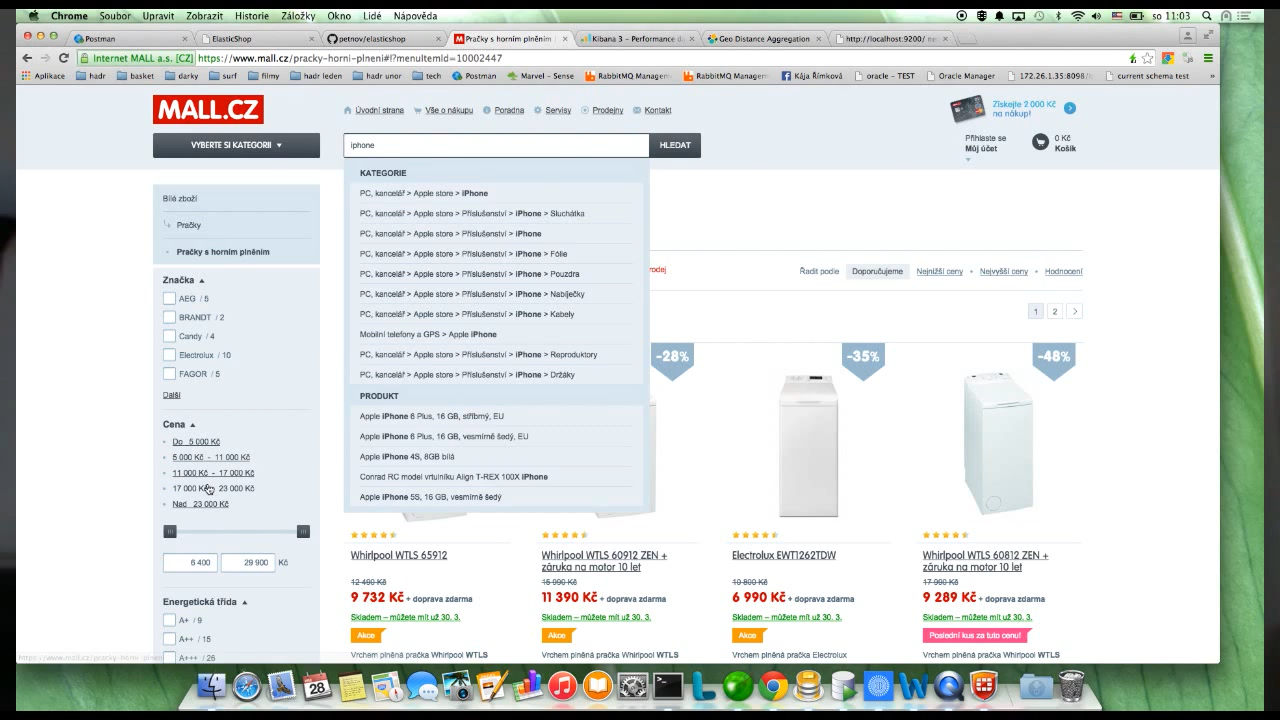 Chrome Soubor Upravit Zobrazit Historie Záložky Okno Lidé Nápověda so 11:03
Postman ElasticShop petnov/elasticshop Pračky s horním plněním Kibana 3 – Performance Geo Distance Aggregation http://localhost:9200/
Internet MALL a.s. [CZ] https://www.mall.cz/pracky-horni-plneni#!?menuItemId=10002447
Aplikace hadr basket darky surf filmy hadr leden hadr unor tech Postman Marvel - Sense RabbitMQ Managem RabbitMQ Managem Kája Římková oracle – TEST Oracle Manager 172.26.1.35:8098/ current schema test
MALL.CZ
Úvodní strana Vše o nákupu Poradna Servisy Prodejny Kontakt
Získejte 2 000 Kč
na nákup!
VYBERTE SI KATEGORII
iphone
HLEDAT
Přihlaste se
Můj účet
0 Kč
Košík
KATEGORIE
PC, kancelář > Apple store > iPhone
PC, kancelář > Apple store > Příslušenství > iPhone > Sluchátka
PC, kancelář > Apple store > Příslušenství > iPhone
PC, kancelář > Apple store > Příslušenství > iPhone > Fólie
PC, kancelář > Apple store > Příslušenství > iPhone > Pouzdra
PC, kancelář > Apple store > Příslušenství > iPhone > Nabíječky
PC, kancelář > Apple store > Příslušenství > iPhone > Kabely
Mobilní telefony a GPS > Apple iPhone
PC, kancelář > Apple store > Příslušenství > iPhone > Reproduktory
PC, kancelář > Apple store > Příslušenství > iPhone > Držáky
PRODUKT
Apple iPhone 6 Plus, 16 GB, stříbrný, EU
Apple iPhone 6 Plus, 16 GB, vesmírně šedý, EU
Apple iPhone 4S, 8GB bílá
Conrad RC model vrtulníku Align T-REX 100X iPhone
Apple iPhone 5S, 16 GB, vesmírně šedý
Bílé zboží
Pračky
Pračky s horním plněním
Značka
AEG / 5
BRANDT / 2
Candy / 4
Electrolux / 10
FAGOR / 5
Další
Cena
Do 5 000 Kč
5 000 Kč - 11 000 Kč
11 000 Kč - 17 000 Kč
17 000 Kč 23 000 Kč
Nad 23 000 Kč
6 400 29 900 Kč
Energetická třída
A+ / 9
A++ / 15
A+++ / 26
https://www.mall.cz/pracky-horni-plnen
Řadit podle Doporučujeme Nejnižší ceny Nejvyšší ceny Hodnocení
1 2
-28% -35% -48%
Whirlpool WTLS 65912
12 490 Kč
9 732 Kč + doprava zdarma
Skladem – můžete mít už 30. 3.
Akce
Vrchem plněná pračka Whirlpool WTLS
Whirlpool WTLS 60912 ZEN +
záruka na motor 10 let
15 990 Kč
11 390 Kč + doprava zdarma
Skladem – můžete mít už 30. 3.
Akce
Vrchem plněná pračka Whirlpool WTLS
Electrolux EWT1262TDW
10 800 Kč
6 990 Kč + doprava zdarma
Skladem – můžete mít už 30. 3.
Akce
Vrchem plněná pračka Electrolux
Whirlpool WTLS 60812 ZEN +
záruka na motor 10 let
17 990 Kč
9 289 Kč + doprava zdarma
Skladem – můžete mít už 30. 3.
Poslední kus za tuto cenu!
Vrchem plněná pračka Whirlpool WTLS
28